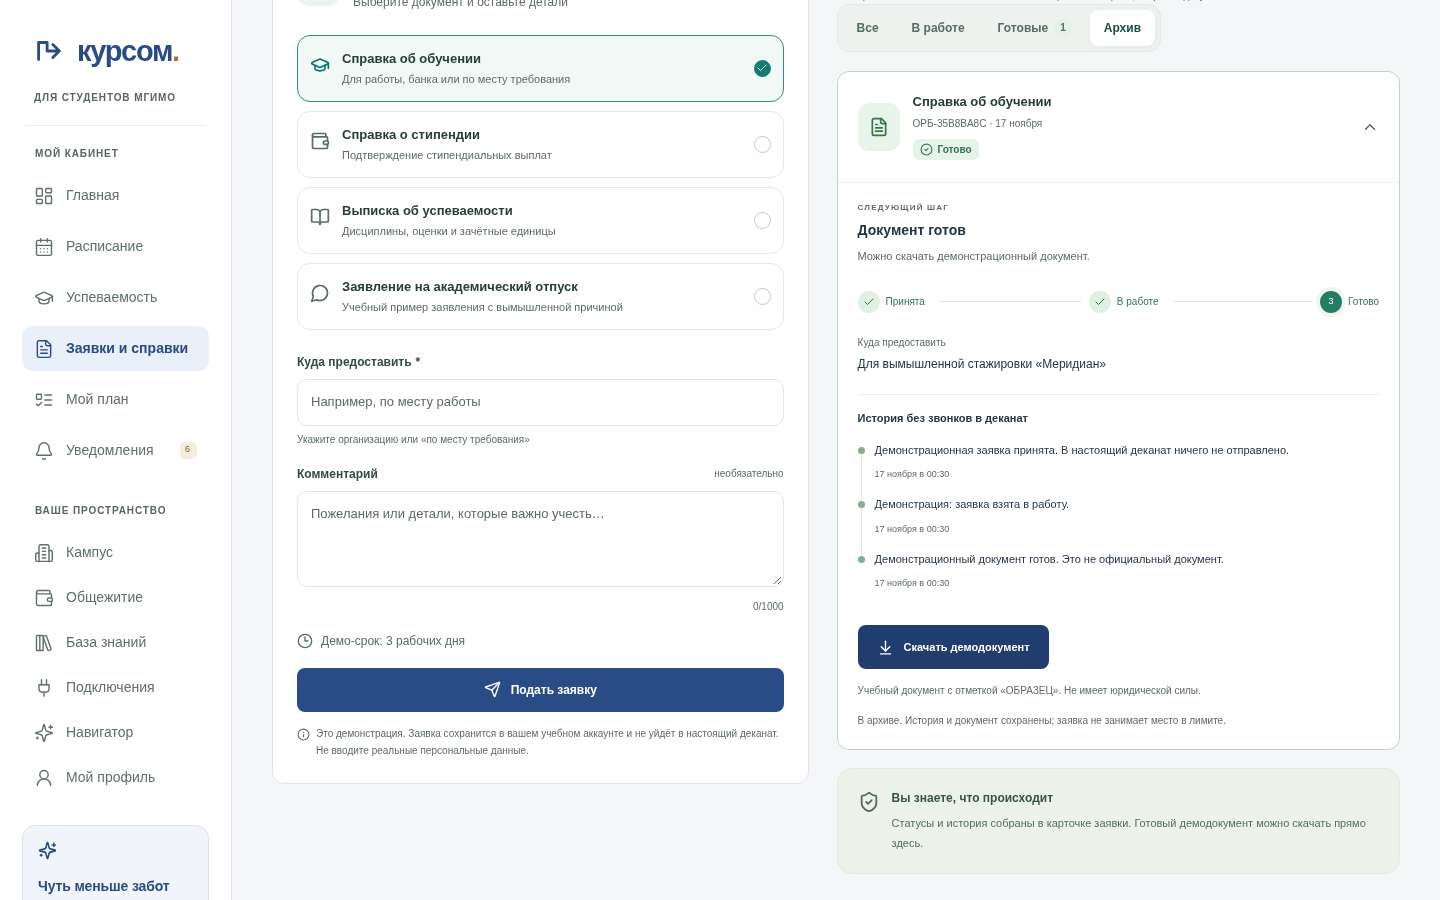 курсом.
ДЛЯ СТУДЕНТОВ МГИМО
МОЙ КАБИНЕТ
Главная
Расписание
Успеваемость
Заявки и справки
Мой план
Уведомления 6
ВАШЕ ПРОСТРАНСТВО
Кампус
Общежитие
База знаний
Подключения
Навигатор
Мой профиль
Чуть меньше забот
Выберите документ и оставьте детали
Справка об обучении
Для работы, банка или по месту требования
Справка о стипендии
Подтверждение стипендиальных выплат
Выписка об успеваемости
Дисциплины, оценки и зачётные единицы
Заявление на академический отпуск
Учебный пример заявления с вымышленной причиной
Куда предоставить *
Например, по месту работы
Укажите организацию или «по месту требования»
Комментарий необязательно
Пожелания или детали, которые важно учесть…
0/1000
Демо-срок: 3 рабочих дня
Подать заявку
Это демонстрация. Заявка сохранится в вашем учебном аккаунте и не уйдёт в настоящий деканат.
Не вводите реальные персональные данные.
Все В работе Готовые 1 Архив
Справка об обучении
ОРБ-35B8BA8C · 17 ноября
Готово
СЛЕДУЮЩИЙ ШАГ
Документ готов
Можно скачать демонстрационный документ.
Принята В работе 3 Готово
Куда предоставить
Для вымышленной стажировки «Меридиан»
История без звонков в деканат
Демонстрационная заявка принята. В настоящий деканат ничего не отправлено.
17 ноября в 00:30
Демонстрация: заявка взята в работу.
17 ноября в 00:30
Демонстрационный документ готов. Это не официальный документ.
17 ноября в 00:30
Скачать демодокумент
Учебный документ с отметкой «ОБРАЗЕЦ». Не имеет юридической силы.
В архиве. История и документ сохранены; заявка не занимает место в лимите.
Вы знаете, что происходит
Статусы и история собраны в карточке заявки. Готовый демодокумент можно скачать прямо
здесь.